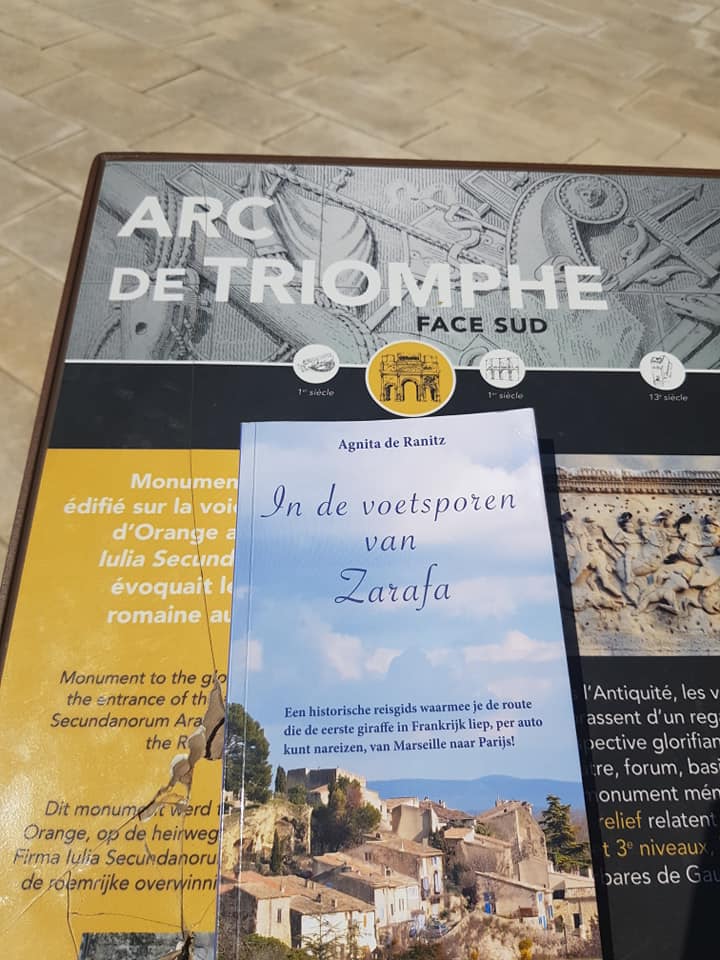 ARC
DE TRIOMPHE
FACE SUD
1er siècle
1er siècle
13e siècle
Monumen
édifié sur la voi
d'Orange a
Iulia Secund
évoquait le
romaine au
Monument to the glo
the entrance of th
Secundanorum Ara
the R
Dit monument werd
Orange, op de heirweg
Firma Iulia Secundanoru
de roemrijke overwinni
Agnita de Ranitz
In de voetsporen
van
Zarafa
Een historische reisgids waarmee je de route
die de eerste giraffe in Frankrijk liep, per auto
kunt nareizen, van Marseille naar Parijs!
l'Antiquité, les v
assent d'un reg
pective glorifian
tre, forum, basi
onument mém
relief relatent
t 3e niveaux,
bares de Gau